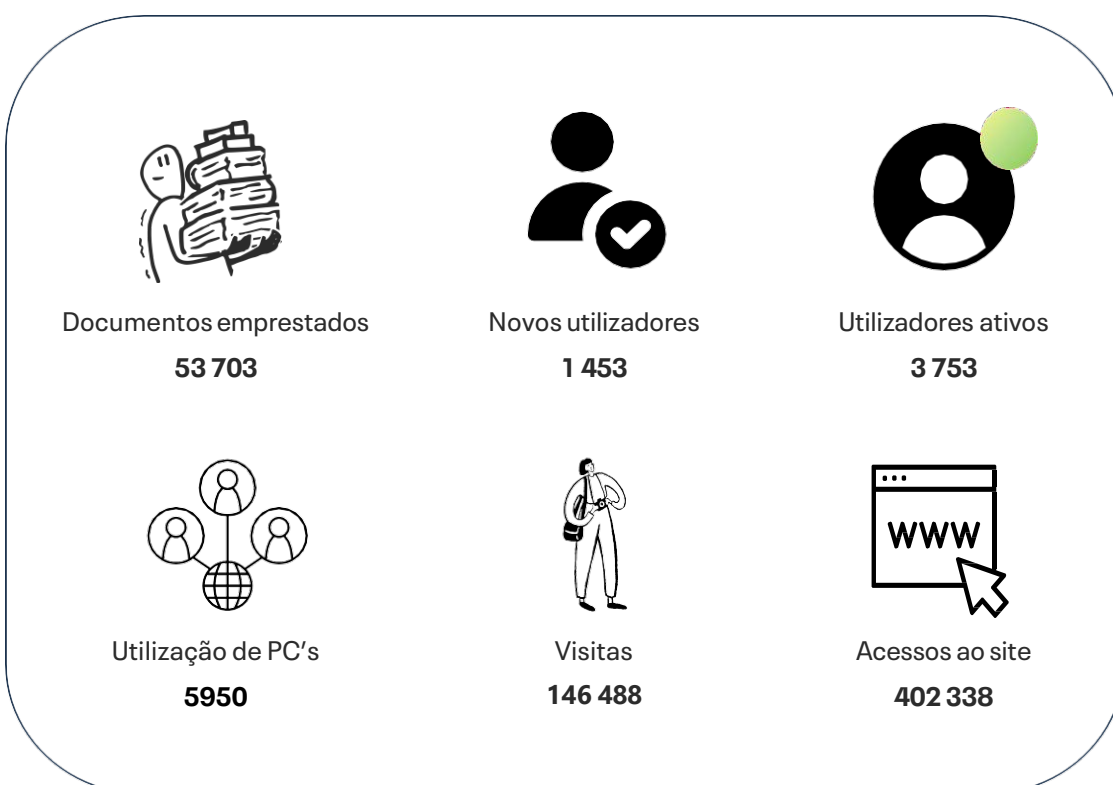 Documentos emprestados
53 703
Novos utilizadores
1 453
Utilizadores ativos
3 753
Utilização de PC's
5950
Visitas
146 488
WWW
Acessos ao site
402 338